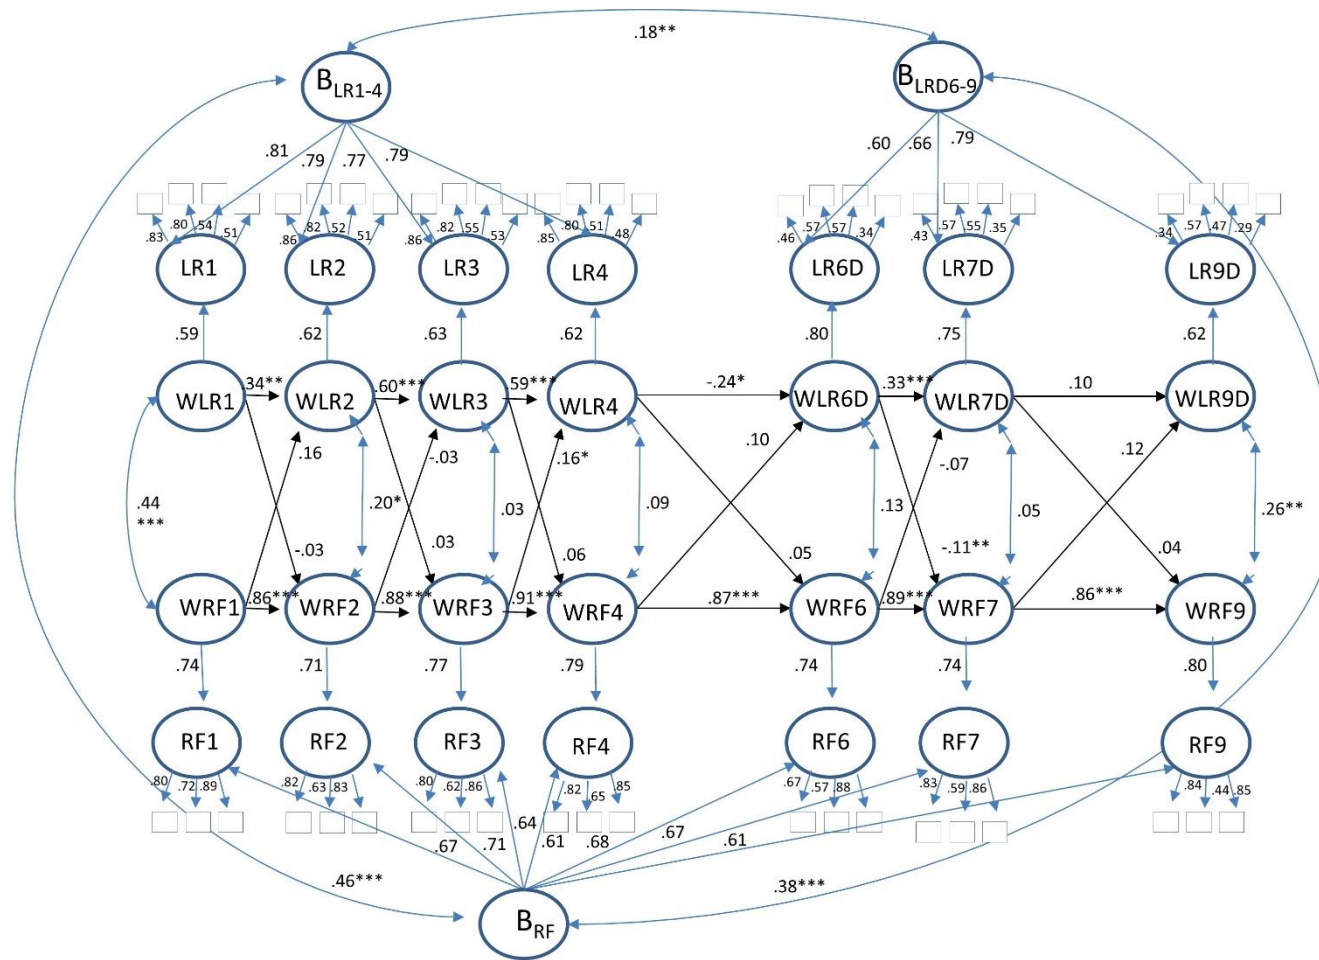 .18**
B LR1-4
B LRD6-9
.81 .79 .77 .79
.60 .66 .79
.83 .80 .54 .51
.86 .82 .52 .51
.86 .82 .55 .53
.85 .80 .51 .48
.46 .57 .57 .34
.43 .57 .55 .35
.34 .57 .47 .29
LR1 LR2 LR3 LR4 LR6D LR7D LR9D
.59 .62 .63 .62 .80 .75 .62
.34** .60*** .59*** -.24* .33*** .10
WLR1 WLR2 WLR3 WLR4 WLR6D WLR7D WLR9D
.16 -.03 .16* .10 -.07 .12
.44
***
.20* .03 .09 .13 .05 .26**
-.03 .03 .06 .05 -.11** .04
.86*** .88*** .91*** .87*** .89*** .86***
WRF1 WRF2 WRF3 WRF4 WRF6 WRF7 WRF9
.74 .71 .77 .79 .74 .74 .80
RF1 RF2 RF3 RF4 RF6 RF7 RF9
.80 .72 .89
.82 .63 .83
.80 .62 .86
.82 .65 .85
.67 .57 .88
.83 .59 .86
.84 .44 .85
.67 .71 .64 .61 .68 .67 .61
.46***
.38***
B RF